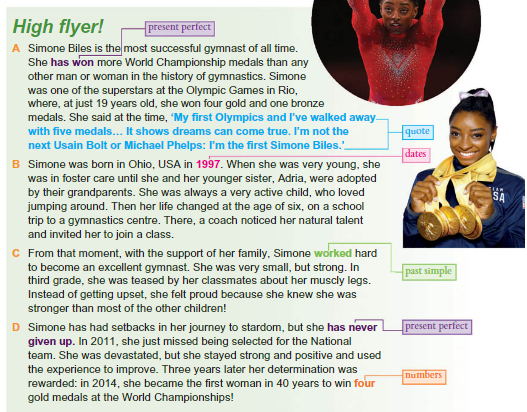 High flyer!
present perfect
A Simone Biles is the most successful gymnast of all time.
She has won more World Championship medals than any
other man or woman in the history of gymnastics. Simone
was one of the superstars at the Olympic Games in Rio,
where, at just 19 years old, she won four gold and one bronze
medals. She said at the time, ‘My first Olympics and I’ve walked away
with five medals… It shows dreams can come true. I’m not the
next Usain Bolt or Michael Phelps: I’m the first Simone Biles.’
quote
dates
B Simone was born in Ohio, USA in 1997. When she was very young, she
was in foster care until she and her younger sister, Adria, were adopted
by their grandparents. She was always a very active child, who loved
jumping around. Then her life changed at the age of six, on a school
trip to a gymnastics centre. There, a coach noticed her natural talent
and invited her to join a class.
C From that moment, with the support of her family, Simone worked hard
to become an excellent gymnast. She was very small, but strong. In
third grade, she was teased by her classmates about her muscly legs.
Instead of getting upset, she felt proud because she knew she was
stronger than most of the other children!
past simple
D Simone has had setbacks in her journey to stardom, but she has never
given up. In 2011, she just missed being selected for the National
team. She was devastated, but she stayed strong and positive and used
the experience to improve. Three years later her determination was
rewarded: in 2014, she became the first woman in 40 years to win four
gold medals at the World Championships!
present perfect
numbers
SA